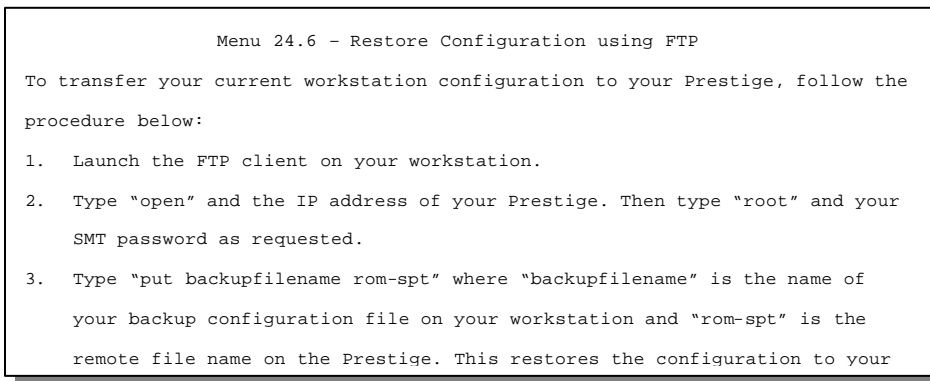 Menu 24.6 – Restore Configuration using FTP
To transfer your current workstation configuration to your Prestige, follow the
procedure below:
1. Launch the FTP client on your workstation.
2. Type “open” and the IP address of your Prestige. Then type “root” and your
SMT password as requested.
3. Type “put backupfilename rom-spt” where “backupfilename” is the name of
your backup configuration file on your workstation and “rom-spt” is the
remote file name on the Prestige. This restores the configuration to your